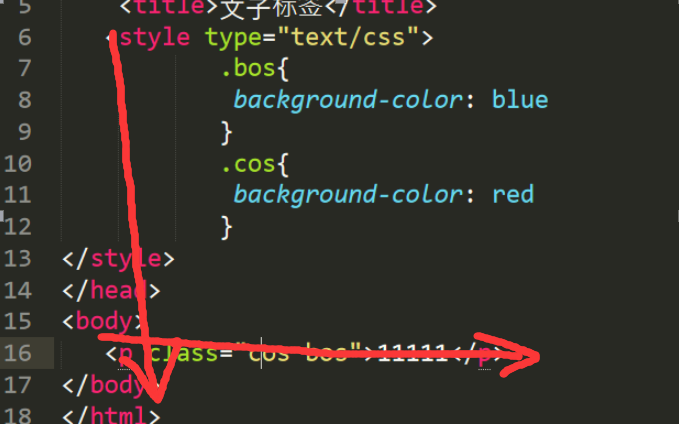 5 <title>文子标签</title>
6 <style type="text/css">
7 .bos{
8 background-color: blue
9 }
10 .cos{
11 background-color: red
12 }
13 </style>
14 </head>
15 <body>
16 <p class="cos bos">11111</p>
17 </body>
18 </html>